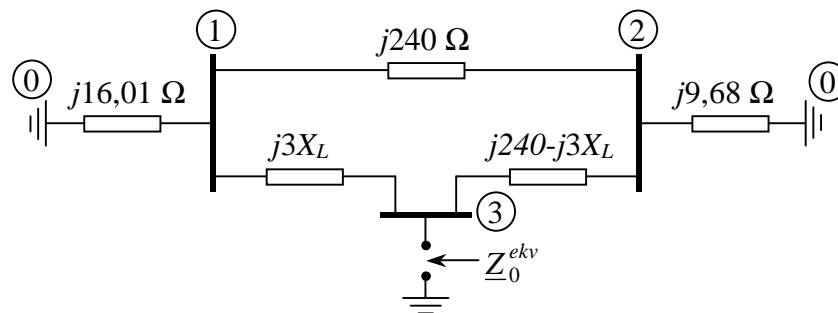 1
2
j240 Ω
0
j16,01 Ω
j9,68 Ω
0
j3X_L
j240-j3X_L
3
Z_0^{ekv}